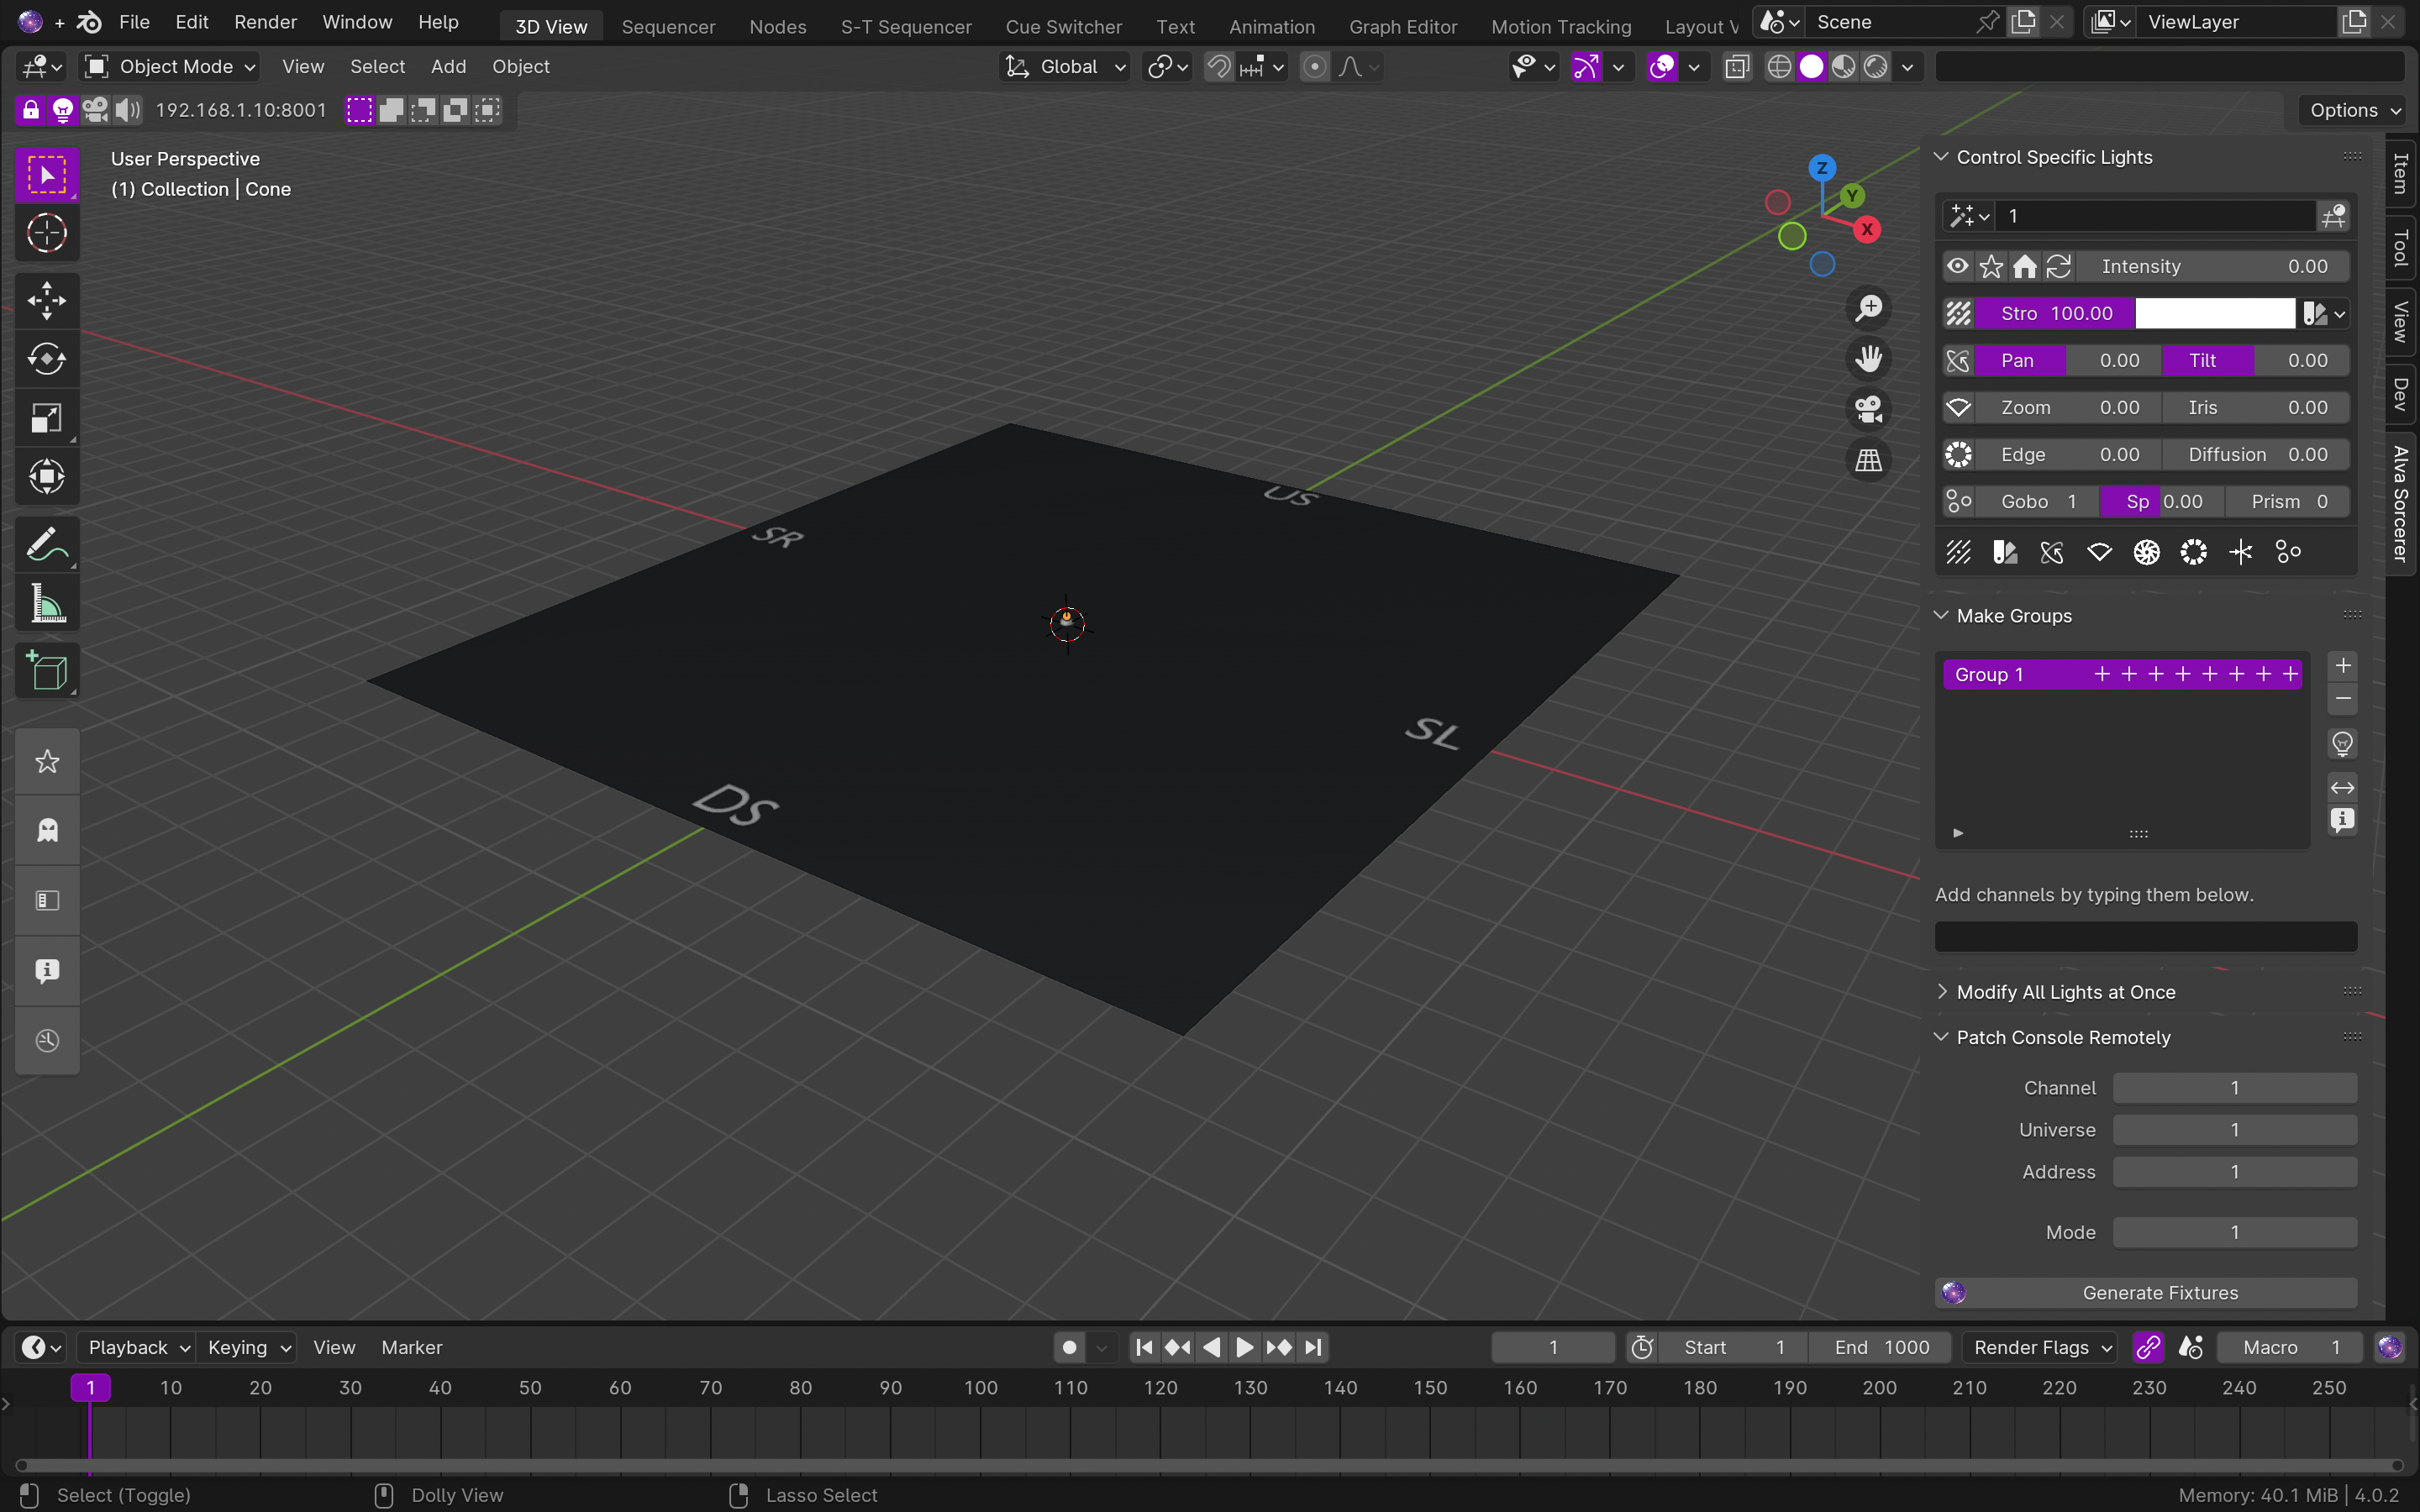 + File Edit Render Window Help 3D View Sequencer Nodes S-T Sequencer Cue Switcher Text Animation Graph Editor Motion Tracking Layout V Scene ViewLayer
Object Mode View Select Add Object Global
192.168.1.10:8001 Options
User Perspective
(1) Collection | Cone
Z
Y
X
US
SR
SL
DS
Control Specific Lights
1
Intensity 0.00
Stro 100.00
Pan 0.00 Tilt 0.00
Zoom 0.00 Iris 0.00
Edge 0.00 Diffusion 0.00
Gobo 1 Sp 0.00 Prism 0
Make Groups
Group 1
Add channels by typing them below.
Modify All Lights at Once
Patch Console Remotely
Channel 1
Universe 1
Address 1
Mode 1
Generate Fixtures
Item
Tool
View
Dev
Alva Sorcerer
Playback Keying View Marker 1 Start 1 End 1000 Render Flags Macro 1
1 10 20 30 40 50 60 70 80 90 100 110 120 130 140 150 160 170 180 190 200 210 220 230 240 250
Select (Toggle) Dolly View Lasso Select Memory: 40.1 MiB | 4.0.2